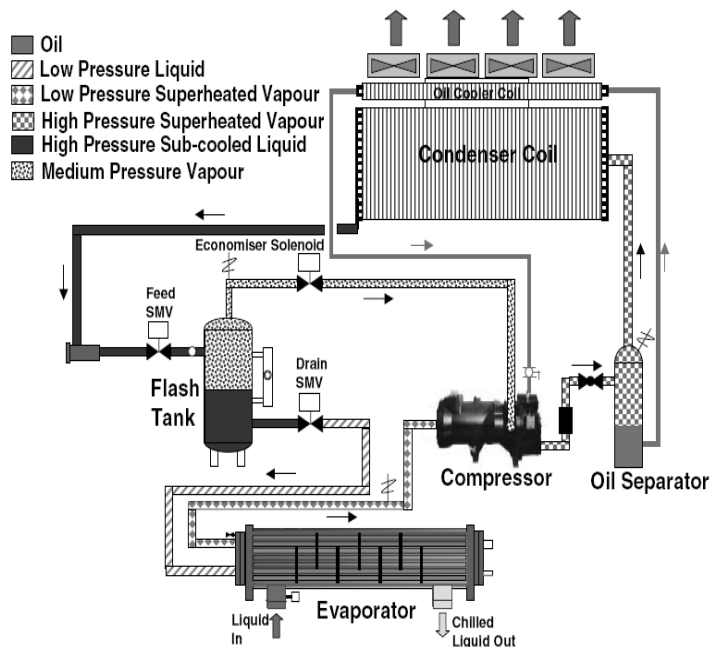 Oil
Low Pressure Liquid
Low Pressure Superheated Vapour
High Pressure Superheated Vapour
High Pressure Sub-cooled Liquid
Medium Pressure Vapour
Oil Cooler Coil
Condenser Coil
Economiser Solenoid
Feed
SMV
Flash
Tank
Drain
SMV
Compressor
Oil Separator
Evaporator
Liquid
In
Chilled
Liquid Out